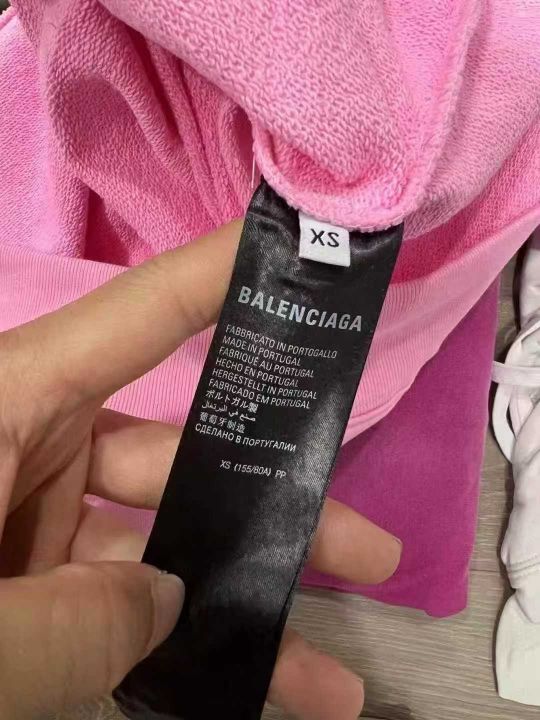 XS
BALENCIAGA
FABBRICATO IN PORTOGALLO
MADE IN PORTUGAL
FABRIQUÉ AU PORTUGAL
HECHO EN PORTUGAL
HERGESTELLT IN PORTUGAL
FABRICADO EM PORTUGAL
ポルトガル製
صنع في البرتغال
葡萄牙制造
СДЕЛАНО В ПОРТУГАЛИИ
XS (155/80A) PP